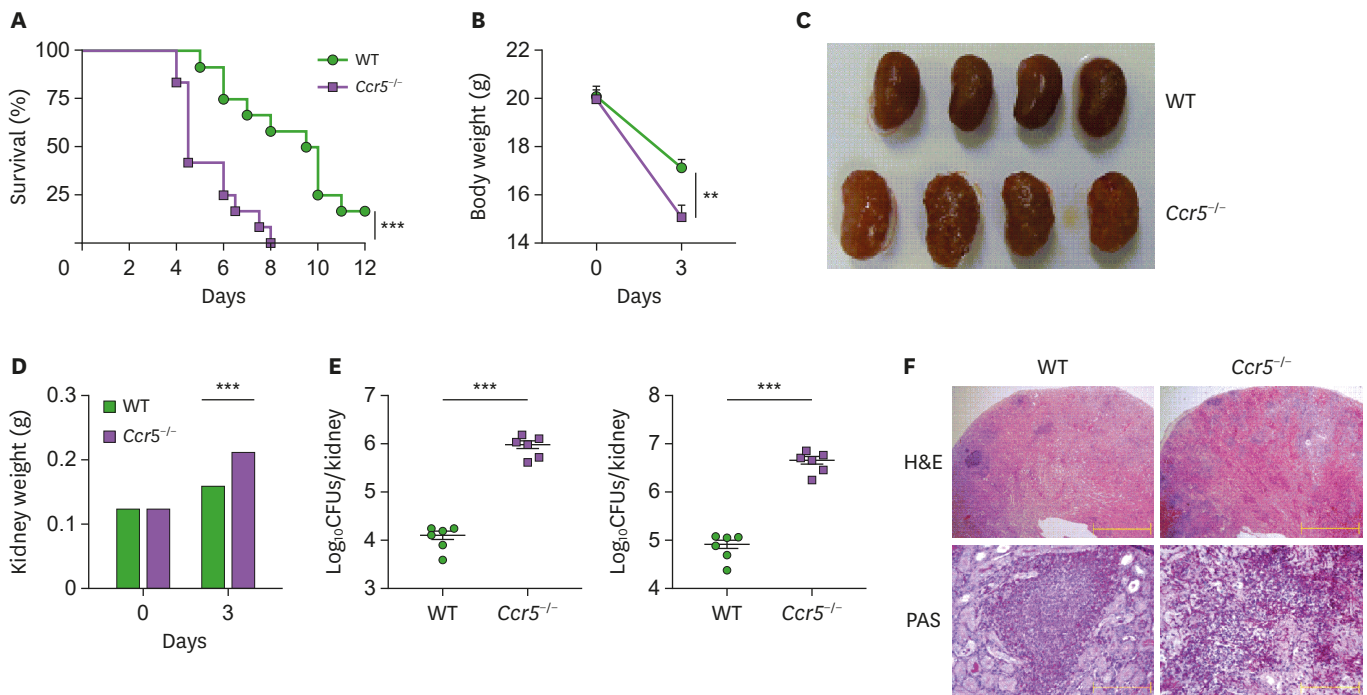 A
Survival (%)
100
75
50
25
0
2
4
6
8
10
12
Days
WT
Ccr5⁻/⁻
***
B
Body weight (g)
22
20
18
16
14
0
3
Days
**
C
WT
Ccr5⁻/⁻
D
Kidney weight (g)
0.3
0.2
0.1
0
WT
Ccr5⁻/⁻
***
0
3
Days
E
Log₁₀CFUs/kidney
7
6
5
4
3
***
WT
Ccr5⁻/⁻
Log₁₀CFUs/kidney
8
7
6
5
4
***
WT
Ccr5⁻/⁻
F
WT
Ccr5⁻/⁻
H&E
PAS